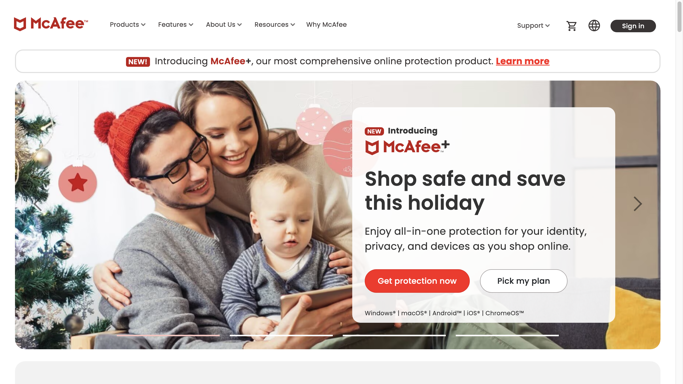 McAfee™ Products Features About Us Resources Why McAfee Support Sign in
NEW! Introducing McAfee+, our most comprehensive online protection product. Learn more
NEW Introducing
McAfee+
Shop safe and save
this holiday
Enjoy all-in-one protection for your identity,
privacy, and devices as you shop online.
Get protection now Pick my plan
Windows® | macOS® | Android™ | iOS® | ChromeOS™